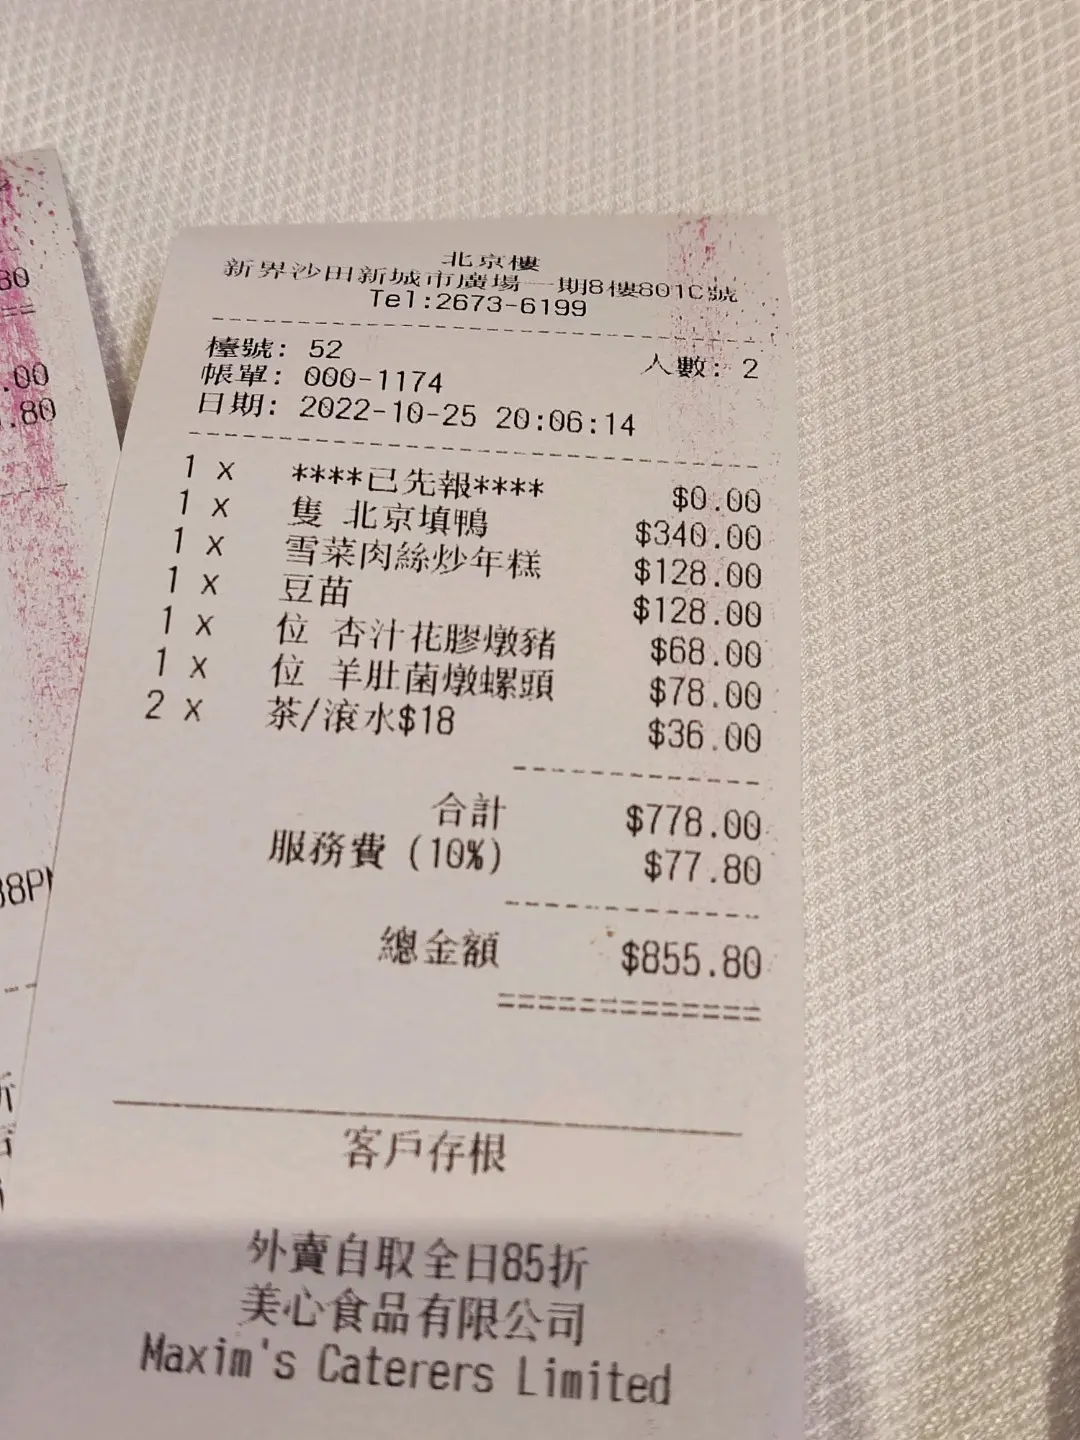 北京樓
新界沙田新城市廣場一期8樓801C號
Tel:2673-6199
檯號: 52 人數: 2
帳單: 000-1174
日期: 2022-10-25 20:06:14
1 x ****已先報**** $0.00
1 x 隻 北京填鴨 $340.00
1 x 雪菜肉絲炒年糕 $128.00
1 x 豆苗 $128.00
1 x 位 杏汁花膠燉豬 $68.00
1 x 位 羊肚菌燉螺頭 $78.00
2 x 茶/滾水$18 $36.00
合計 $778.00
服務費 (10%) $77.80
總金額 $855.80
客戶存根
外賣自取全日85折
美心食品有限公司
Maxim's Caterers Limited
80
.00
.80